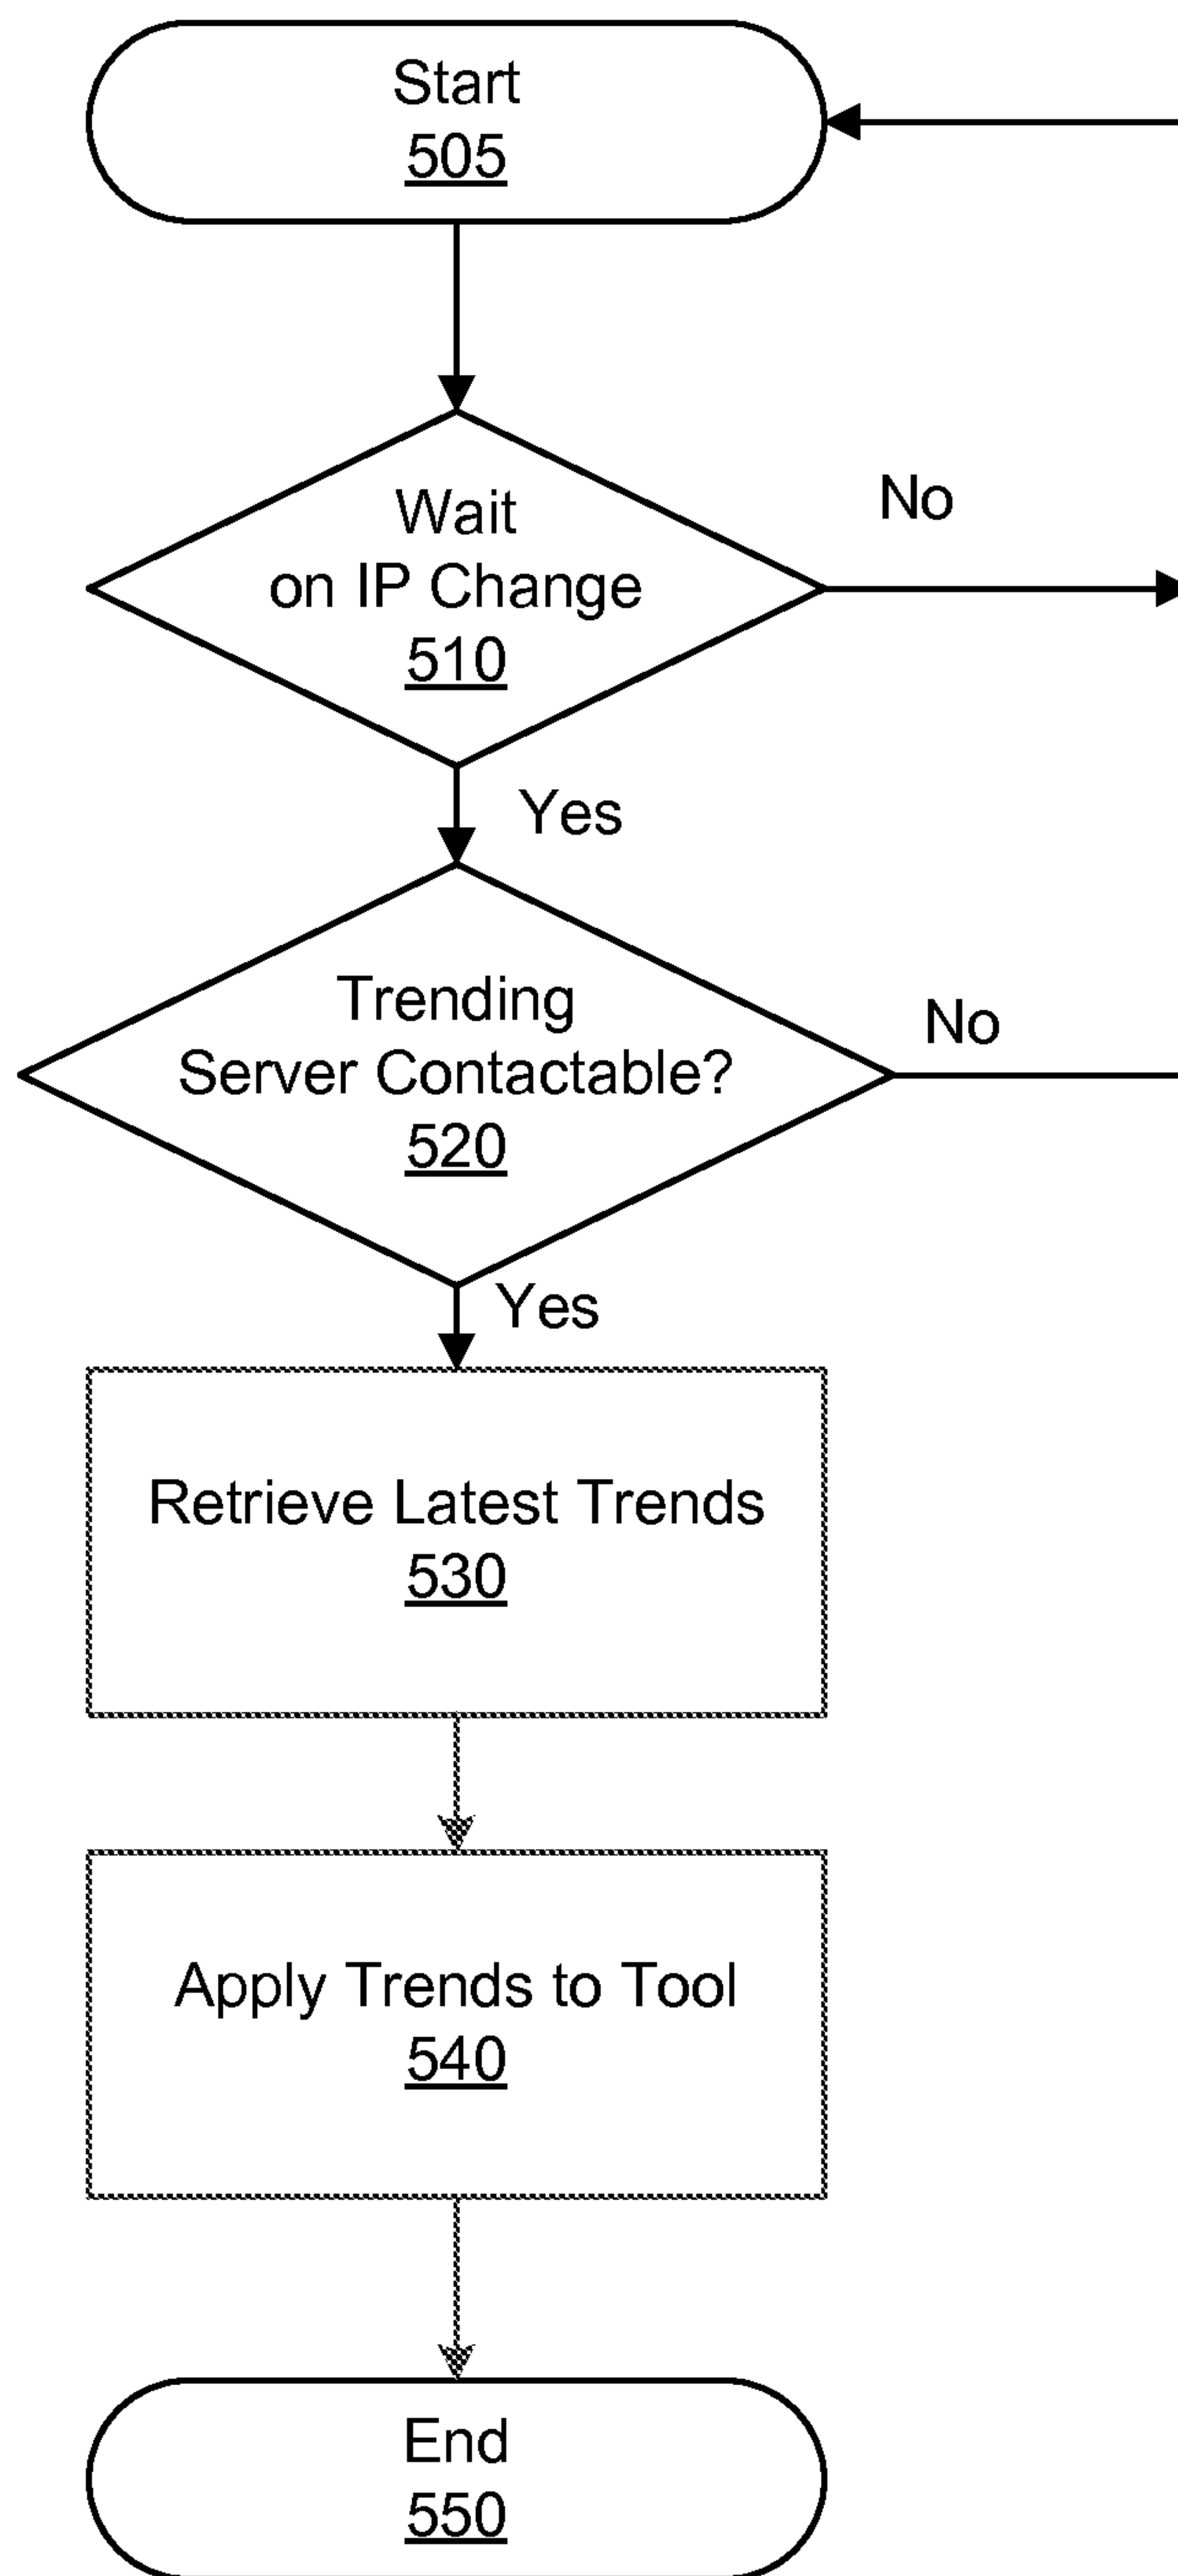 Start
505
Wait
on IP Change
510
No
Yes
Trending
Server Contactable?
520
No
Yes
Retrieve Latest Trends
530
Apply Trends to Tool
540
End
550